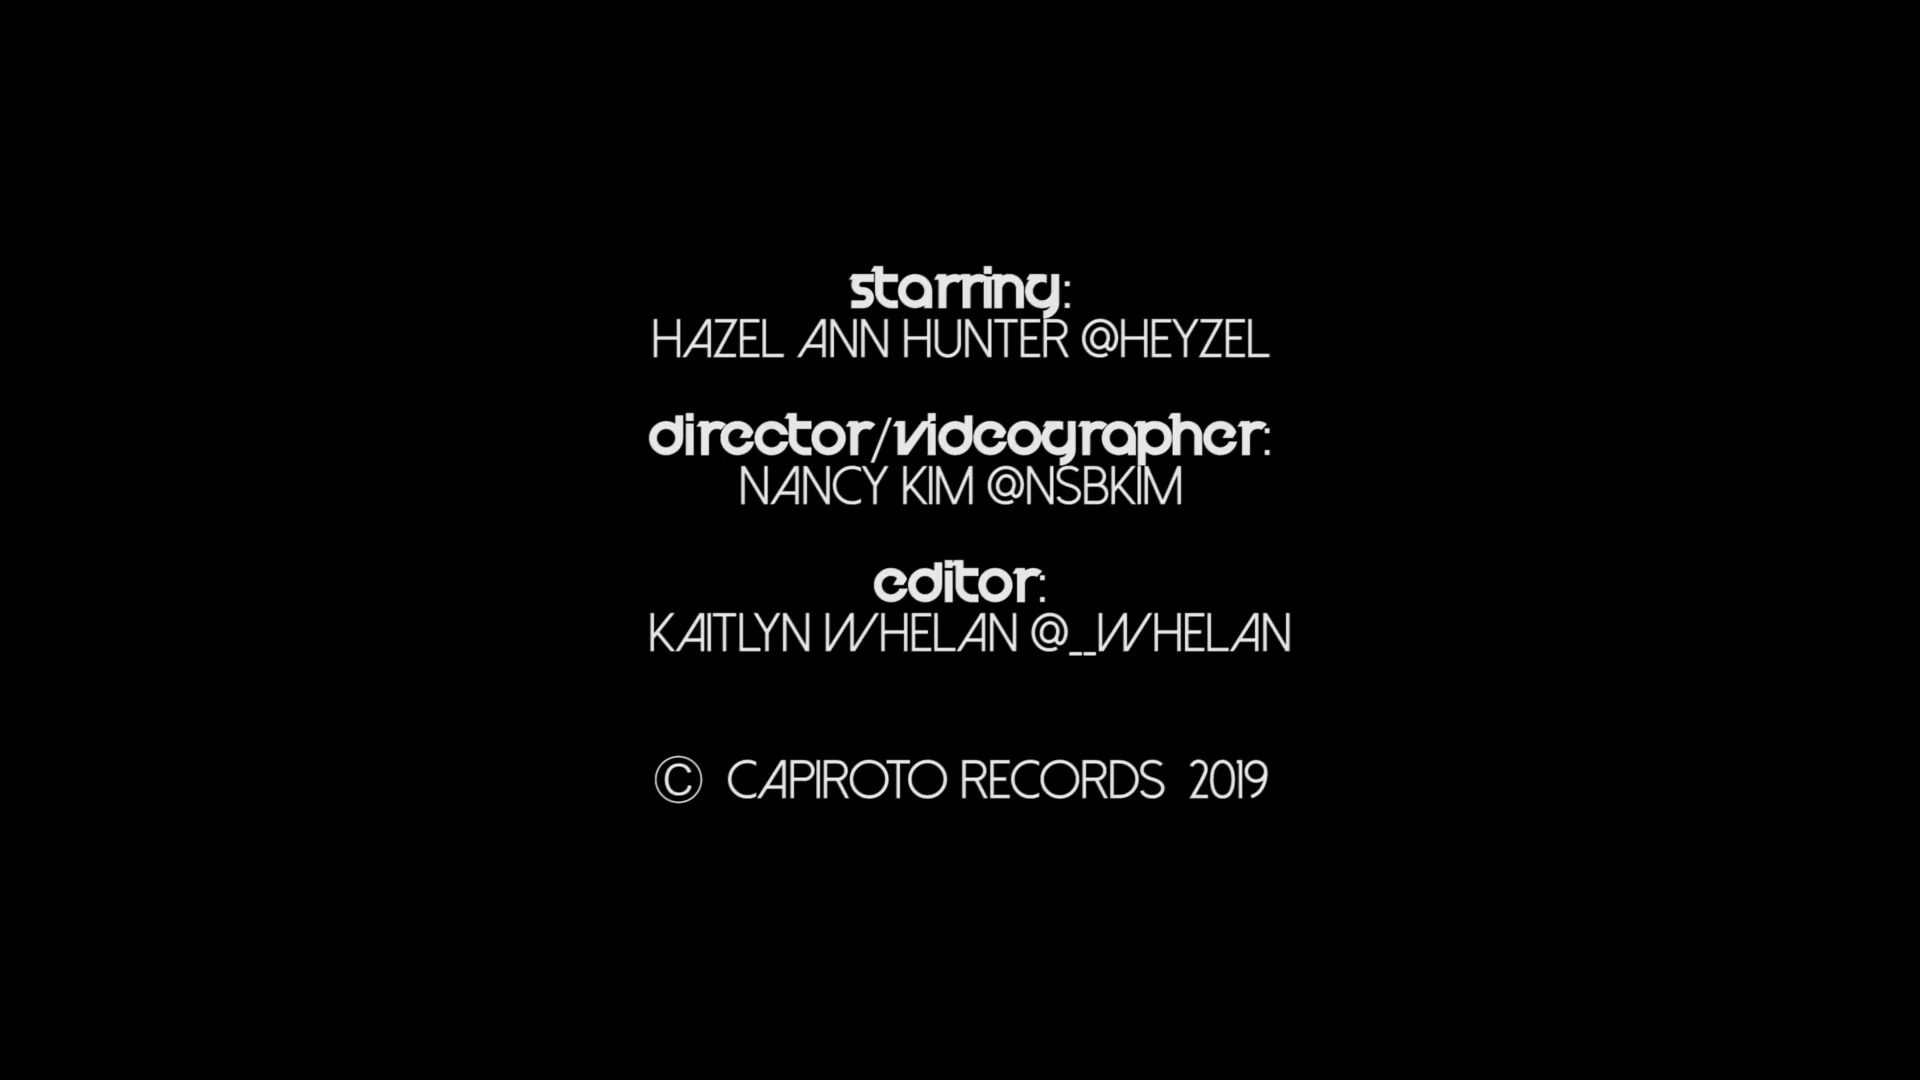 starring:
HAZEL ANN HUNTER @HEYZEL
director/videographer:
NANCY KIM @NSBKIM
editor:
KAITLYN WHELAN @__WHELAN
© CAPIROTO RECORDS 2019